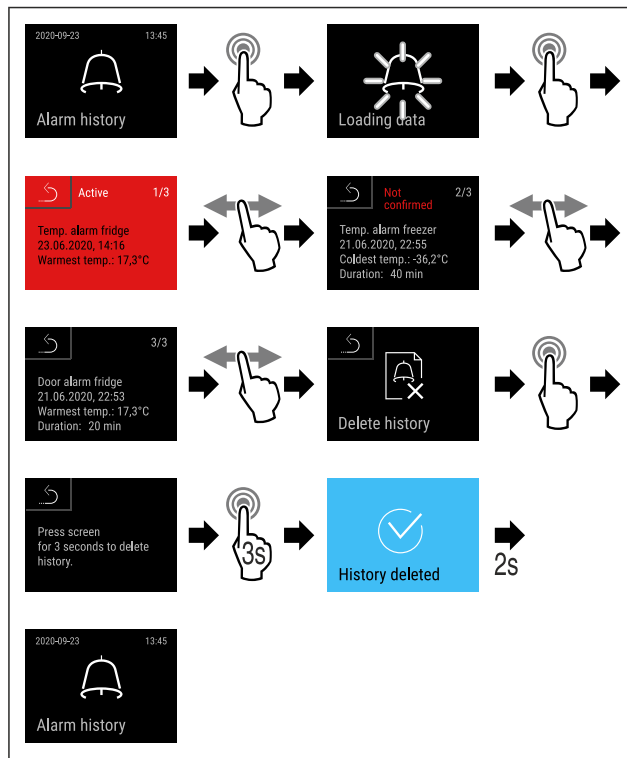 2020-09-23 13:45
Alarm history
Loading data
Active 1/3
Temp. alarm fridge
23.06.2020, 14:16
Warmest temp.: 17,3°C
Not
confirmed 2/3
Temp. alarm freezer
21.06.2020, 22:55
Coldest temp.: -36,2°C
Duration: 40 min
3/3
Door alarm fridge
21.06.2020, 22:53
Warmest temp.: 17,3°C
Duration: 20 min
Delete history
Press screen
for 3 seconds to delete
history.
3s
History deleted
2s
2020-09-23 13:45
Alarm history